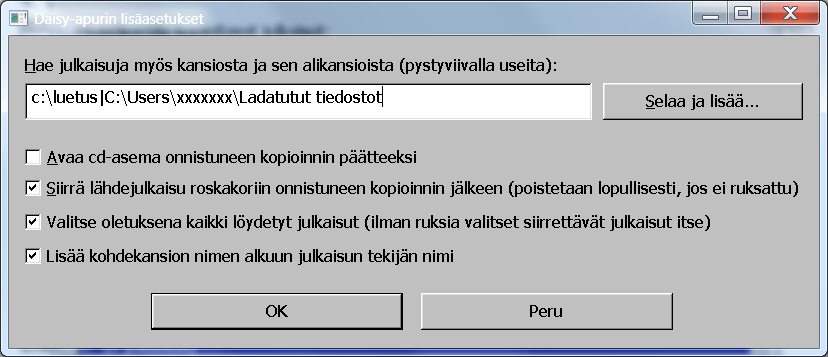 Daisy-apurin lisäasetukset
Hae julkaisuja myös kansiosta ja sen alikansioista (pystyviivalla useita):
c:\luetus|C:\Users\xxxxxxx\Ladatutut tiedostot
Selaa ja lisää...
Avaa cd-asema onnistuneen kopioinnin päätteeksi
Siirrä lähdejulkaisu roskakoriin onnistuneen kopioinnin jälkeen (poistetaan lopullisesti, jos ei ruksattu)
Valitse oletuksena kaikki löydetyt julkaisut (ilman ruksia valitset siirrettävät julkaisut itse)
Lisää kohdekansion nimen alkuun julkaisun tekijän nimi
OK
Peru